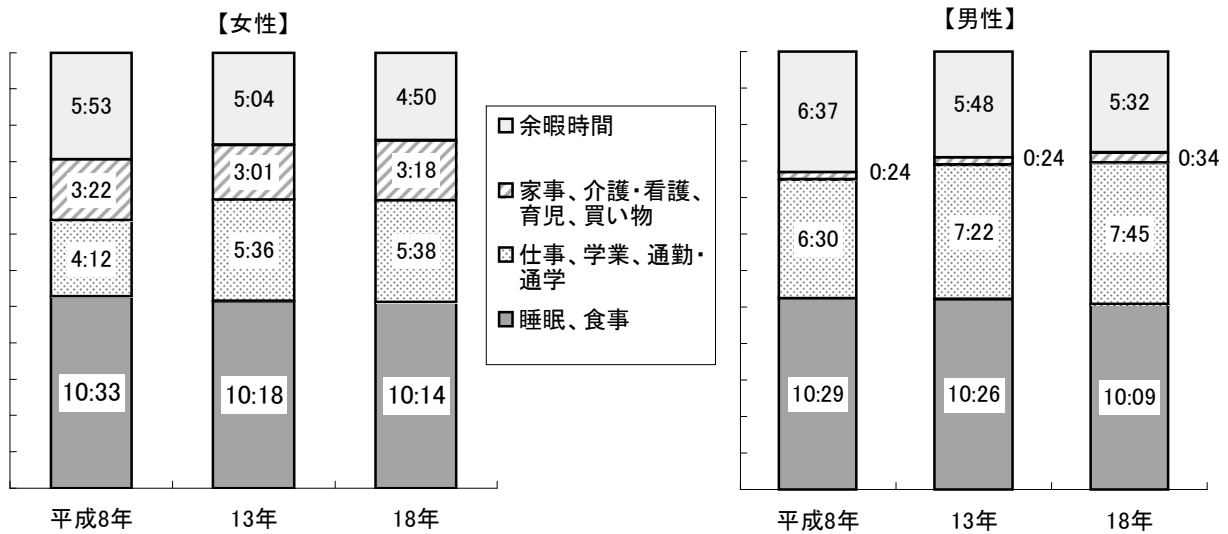 【女性】
5:53
5:04
4:50
3:22
3:01
3:18
4:12
5:36
5:38
10:33
10:18
10:14
平成8年
13年
18年
余暇時間
家事、介護・看護、
育児、買い物
仕事、学業、通勤・
通学
睡眠、食事
【男性】
6:37
5:48
5:32
0:24
0:24
0:34
6:30
7:22
7:45
10:29
10:26
10:09
平成8年
13年
18年